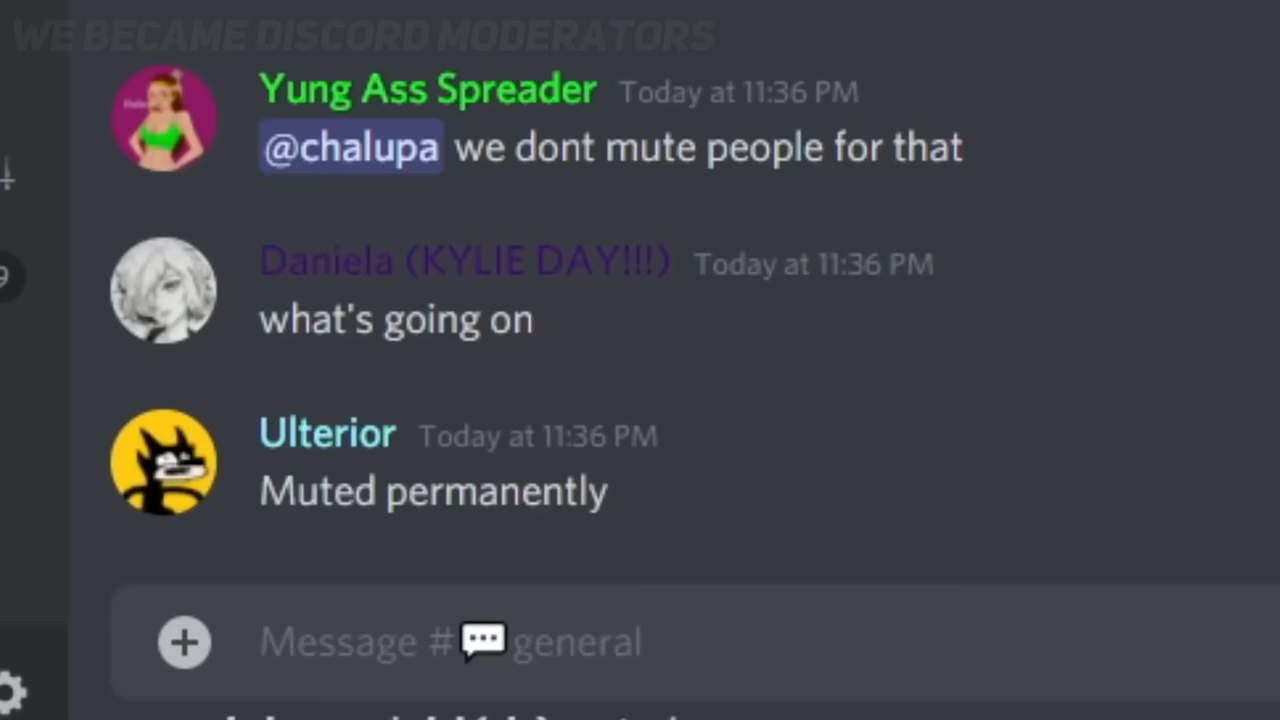 WE BECAME DISCORD MODERATORS
Yung Ass Spreader Today at 11:36 PM
@chalupa we dont mute people for that
Daniela (KYLIE DAY!!!) Today at 11:36 PM
what's going on
9
Ulterior Today at 11:36 PM
Muted permanently
Message #💬general